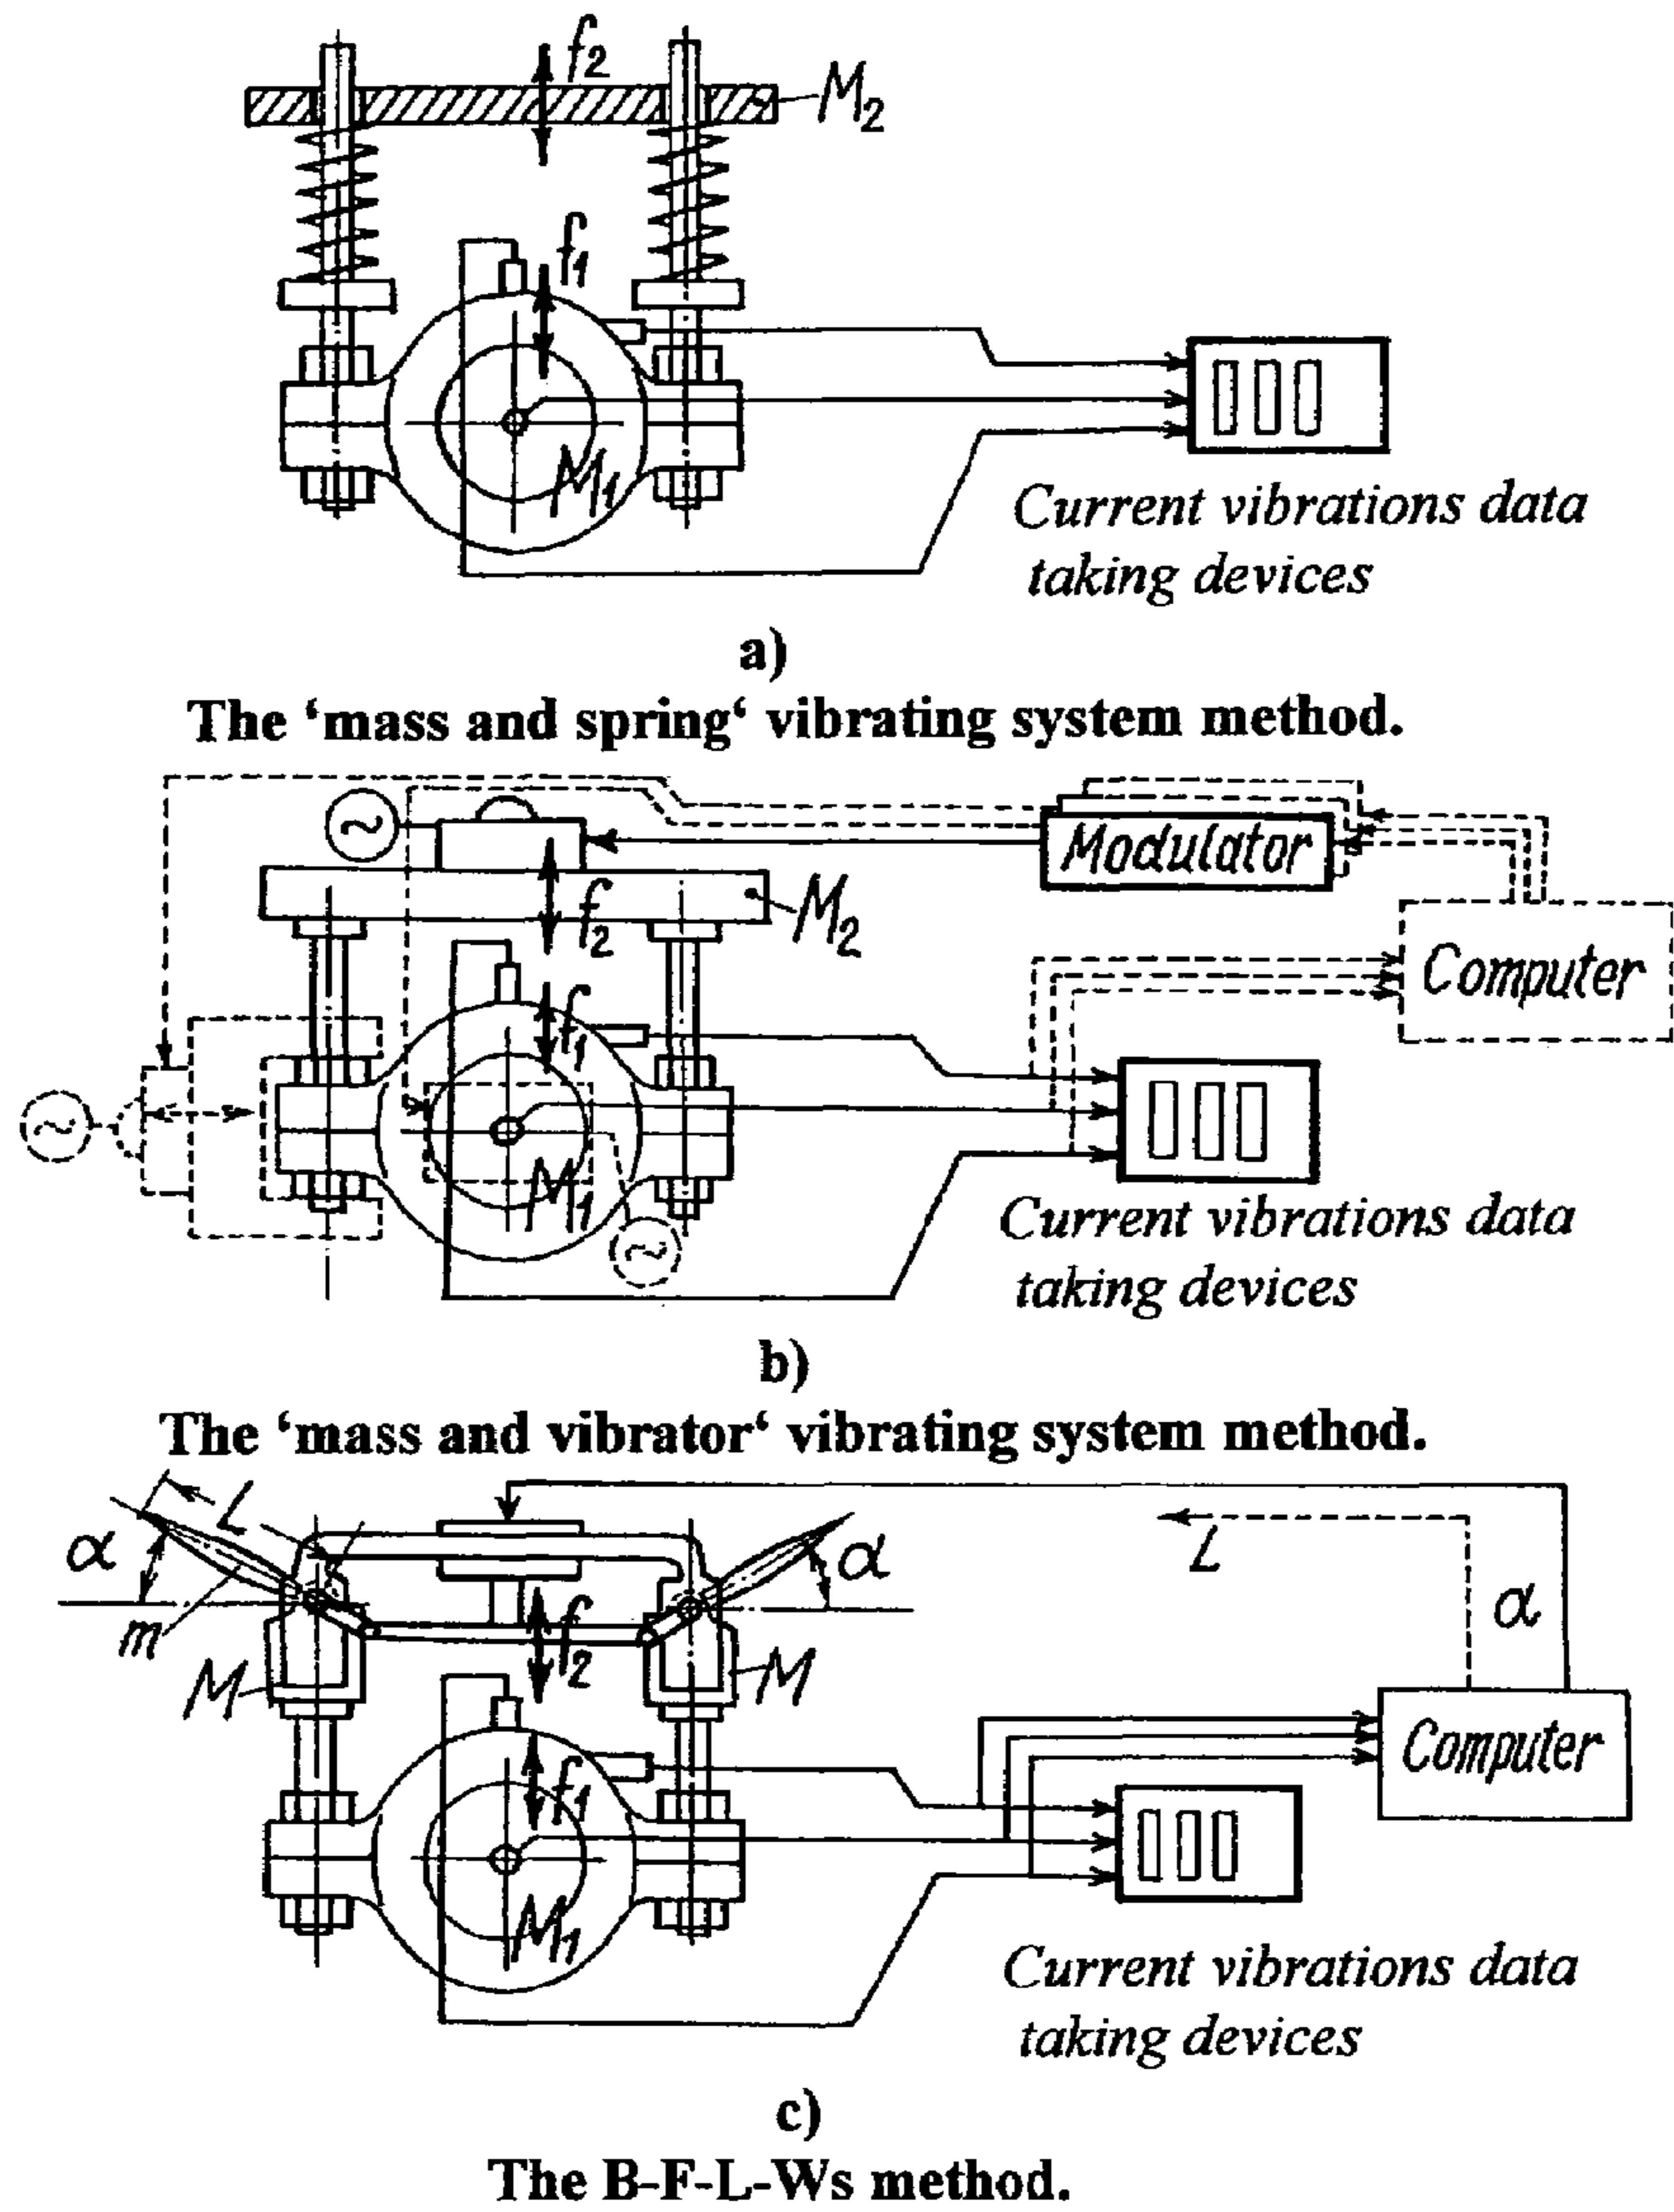 f2
M2
f1
M1
Current vibrations data
taking devices
a)
The ‘mass and spring‘ vibrating system method.
~
Modulator
M2
f2
Computer
f1
~
M1
~
Current vibrations data
taking devices
b)
The ‘mass and vibrator‘ vibrating system method.
L
α
α
L
α
m
f2
M
M
Computer
f1
M1
Current vibrations data
taking devices
c)
The B-F-L-Ws method.